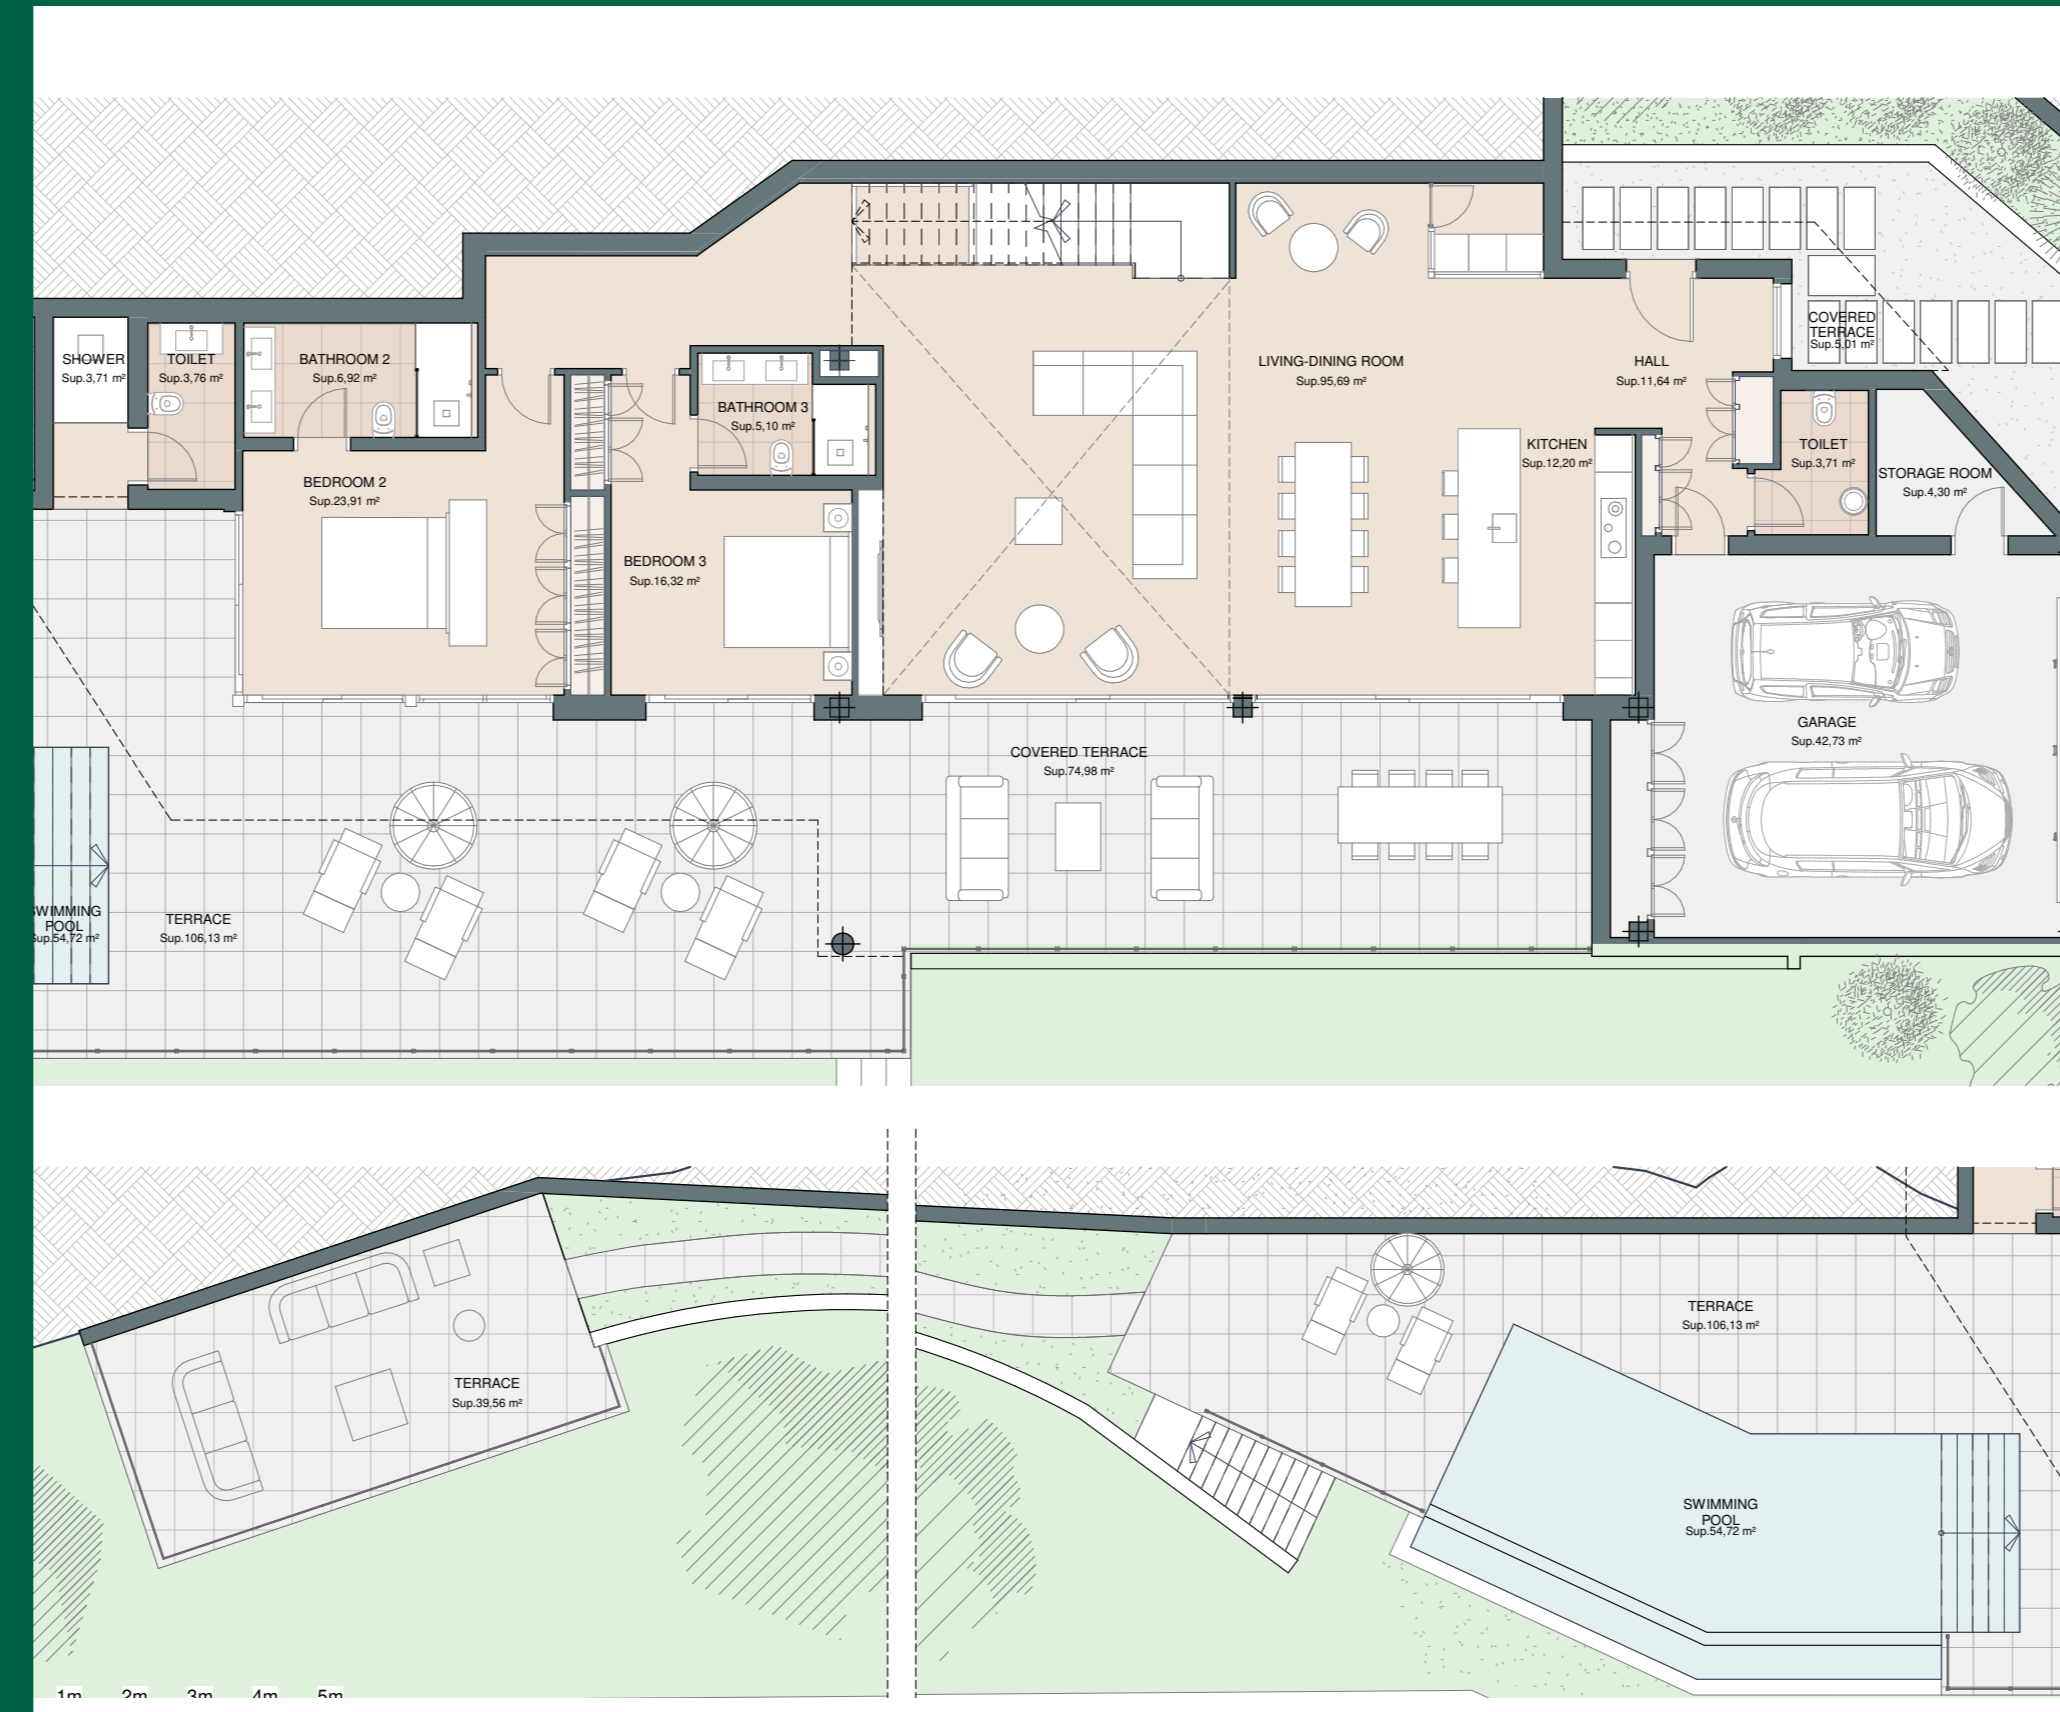 SHOWER
Sup.3,71 m²
TOILET
Sup.3,76 m²
BATHROOM 2
Sup.6,92 m²
BEDROOM 2
Sup.23,91 m²
BATHROOM 3
Sup.5,10 m²
BEDROOM 3
Sup.16,32 m²
LIVING-DINING ROOM
Sup.95,69 m²
KITCHEN
Sup.12,20 m²
HALL
Sup.11,64 m²
COVERED
TERRACE
Sup.5,01 m²
TOILET
Sup.3,71 m²
STORAGE ROOM
Sup.4,30 m²
GARAGE
Sup.42,73 m²
COVERED TERRACE
Sup.74,98 m²
SWIMMING
POOL
Sup.54,72 m²
TERRACE
Sup.106,13 m²
TERRACE
Sup.39,56 m²
TERRACE
Sup.106,13 m²
SWIMMING
POOL
Sup.54,72 m²
1m 2m 3m 4m 5m